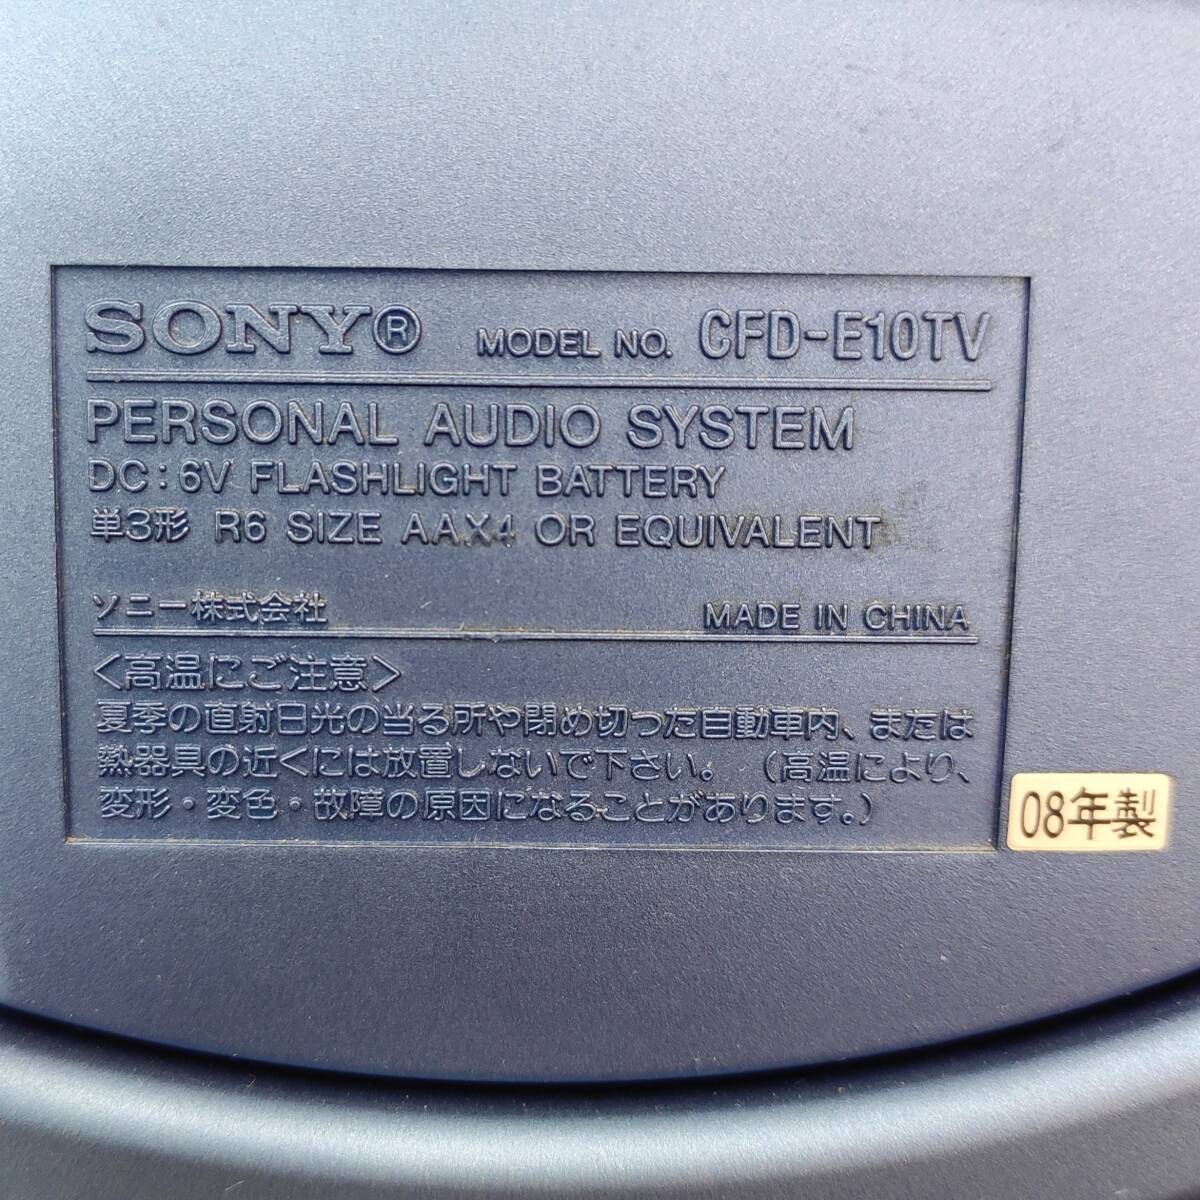 SONY® MODEL NO. CFD-E10TV
PERSONAL AUDIO SYSTEM
DC:6V FLASHLIGHT BATTERY
単3形 R6 SIZE AAX4 OR EQUIVALENT
ソニー株式会社 MADE IN CHINA
<高温にご注意>
夏季の直射日光の当る所や閉め切った自動車内、または
熱器具の近くには放置しないで下さい。（高温により、
変形・変色・故障の原因になることがあります。）
08年製